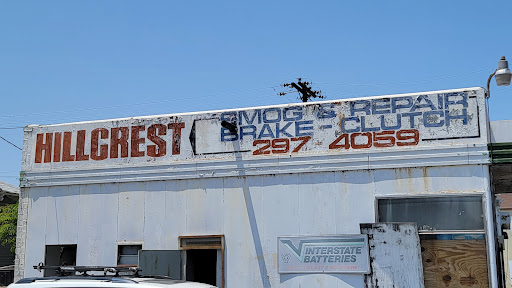 HILLCREST
SMOG & REPAIR
BRAKE - CLUTCH
297 4059
INTERSTATE
BATTERIES